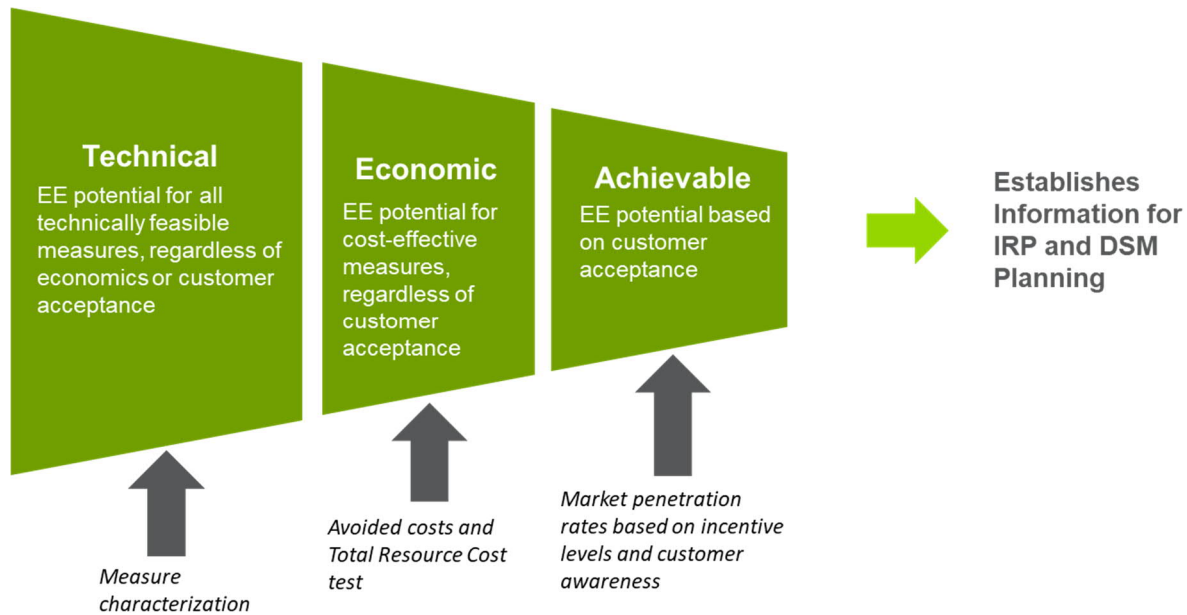 Technical
EE potential for all
technically feasible
measures, regardless of
economics or customer
acceptance
Economic
EE potential for
cost-effective
measures,
regardless of
customer
acceptance
Achievable
EE potential based
on customer
acceptance
Establishes
Information for
IRP and DSM
Planning
Measure
characterization
Avoided costs and
Total Resource Cost
test
Market penetration
rates based on incentive
levels and customer
awareness